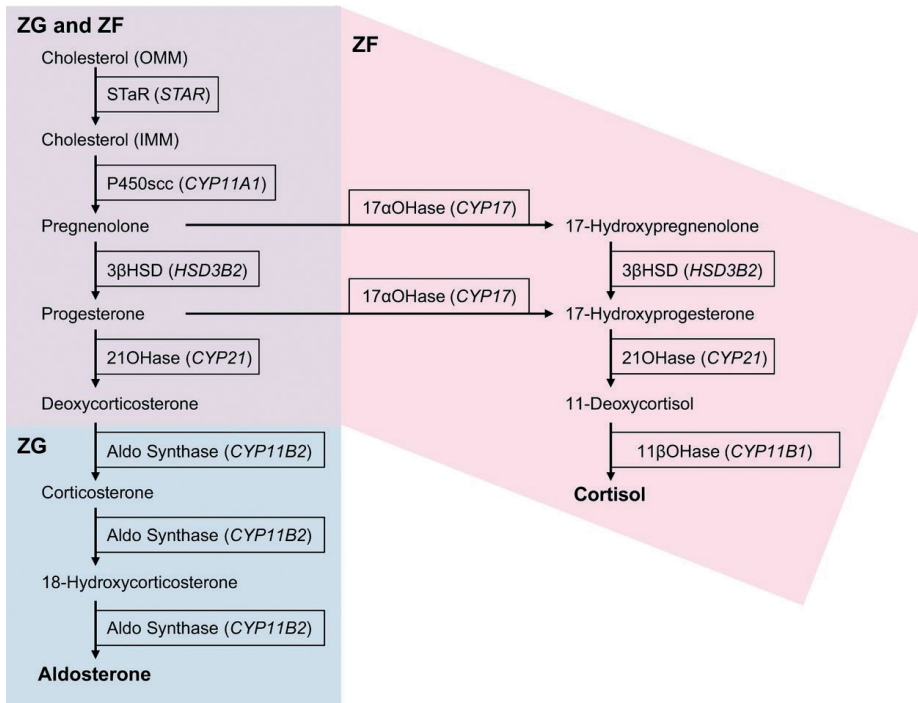 ZG and ZF
Cholesterol (OMM)
STaR (STAR)
Cholesterol (IMM)
P450scc (CYP11A1)
Pregnenolone
3βHSD (HSD3B2)
Progesterone
21OHase (CYP21)
Deoxycorticosterone
ZF
17αOHase (CYP17)
17-Hydroxypregnenolone
3βHSD (HSD3B2)
17αOHase (CYP17)
17-Hydroxyprogesterone
21OHase (CYP21)
11-Deoxycortisol
11βOHase (CYP11B1)
Cortisol
ZG
Aldo Synthase (CYP11B2)
Corticosterone
Aldo Synthase (CYP11B2)
18-Hydroxycorticosterone
Aldo Synthase (CYP11B2)
Aldosterone